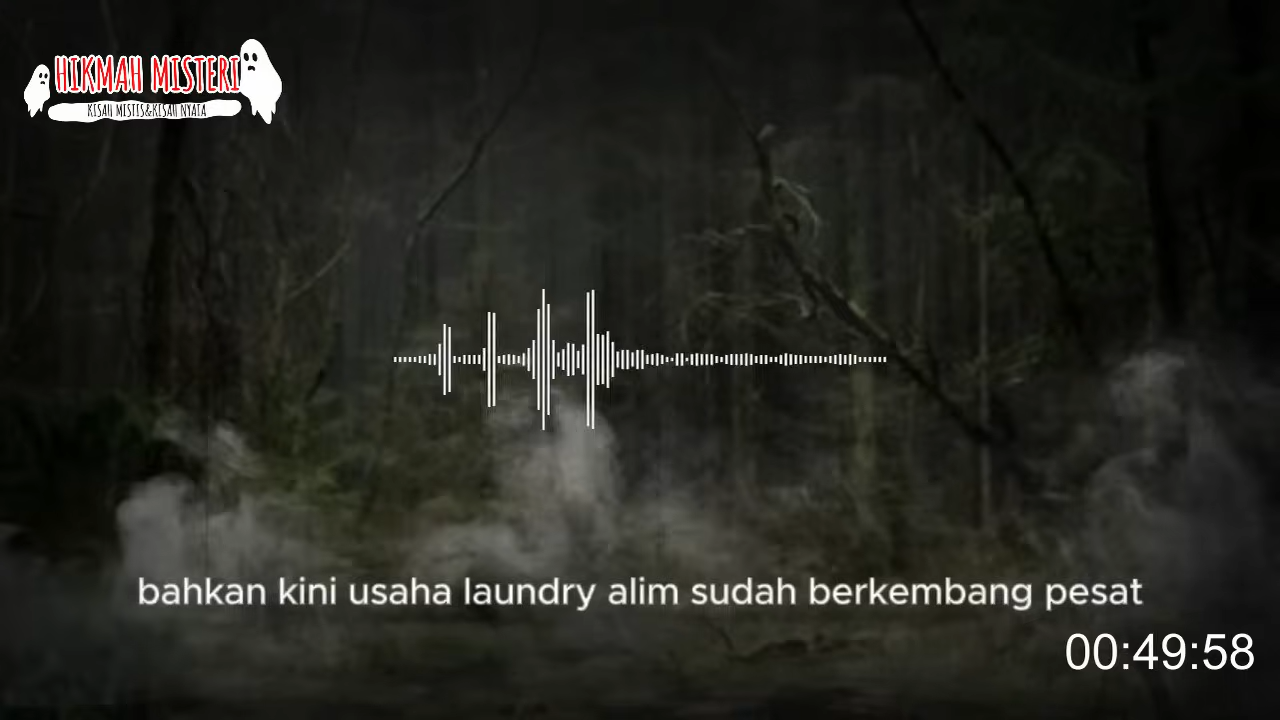 HIKMAH MISTERI
KISAH MISTIS&KISAH NYATA
bahkan kini usaha laundry alim sudah berkembang pesat
00:49:58